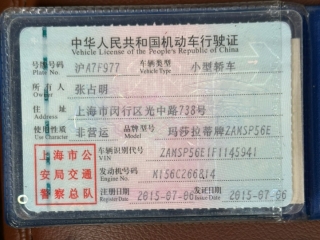 中华人民共和国机动车行驶证
Vehicle License of the People's Republic of China
号牌号码 沪A7F977 车辆类型 小型轿车
Plate No. Vehicle Type
所有人 张占明
Owner
住址 上海市闵行区光中路738号
Address
使用性质 非营运 品牌型号 玛莎拉蒂牌ZAMSP56E
Use Character Model
上海市公
安局交通
警察总队
车辆识别代号 ZAMSP56E1F1145941
VIN
发动机号码 M156C266814
Engine No.
注册日期 2015-07-06 发证日期 2015-07-06
Register Date Issue Date